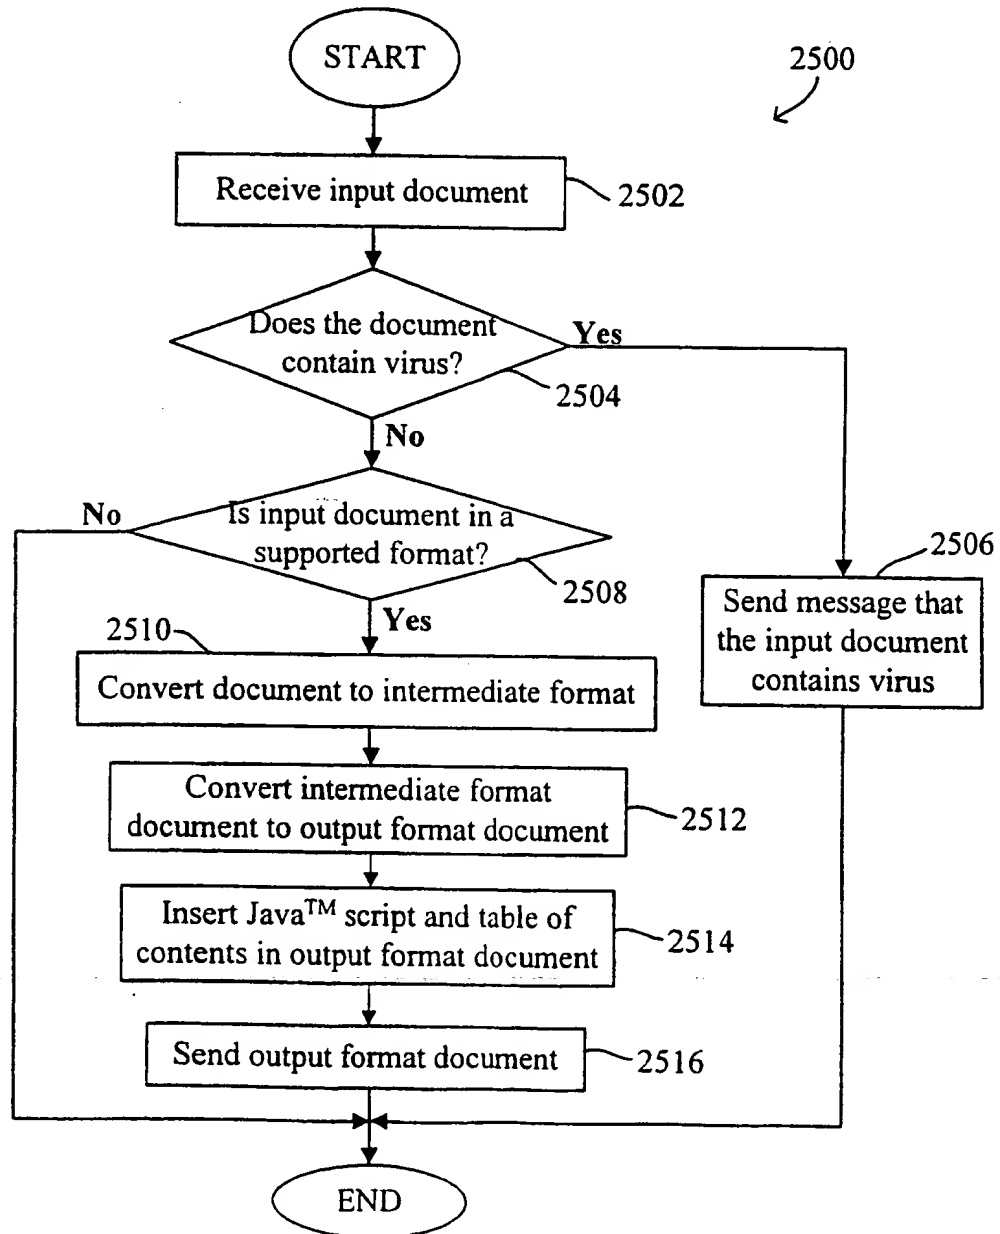 START
2500
Receive input document
2502
Does the document
contain virus?
Yes
2504
No
Is input document in a
supported format?
No
2508
2506
Yes
Send message that
the input document
contains virus
2510
Convert document to intermediate format
Convert intermediate format
document to output format document
2512
Insert Java™ script and table of
contents in output format document
2514
Send output format document
2516
END